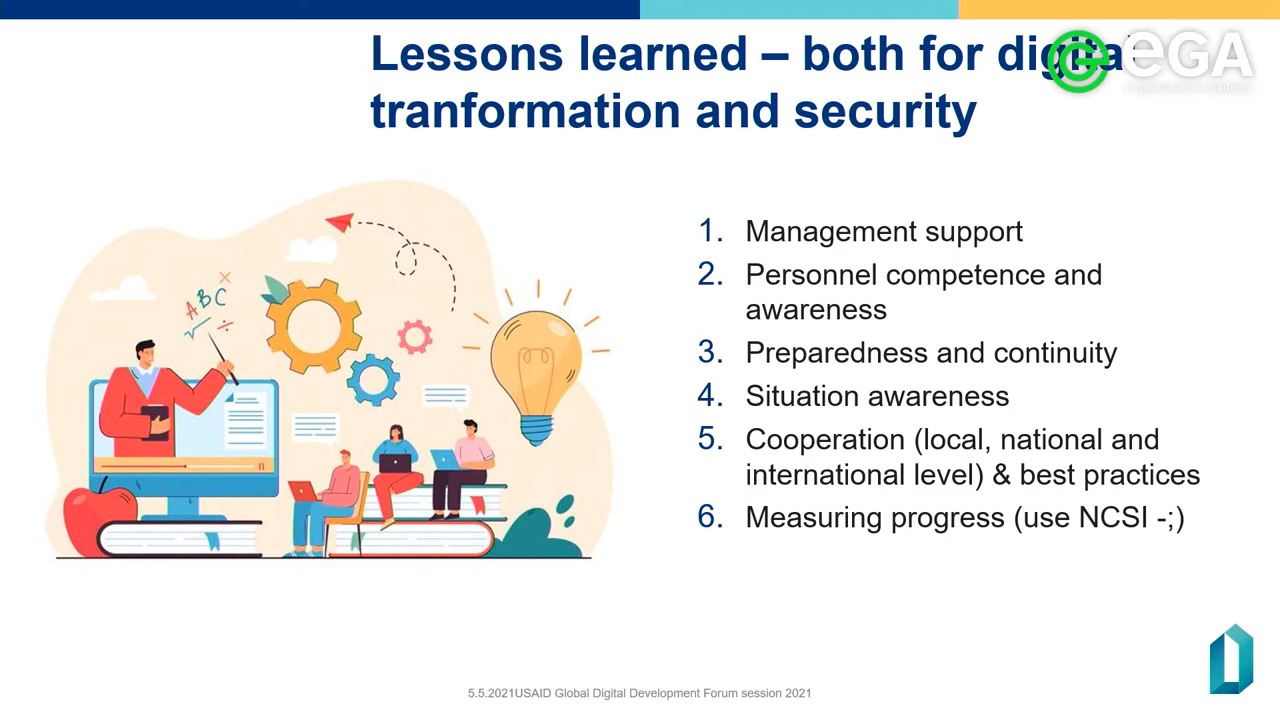 Lessons learned – both for digital
tranformation and security
eGA
1. Management support
2. Personnel competence and
awareness
3. Preparedness and continuity
4. Situation awareness
5. Cooperation (local, national and
international level) & best practices
6. Measuring progress (use NCSI -;)
A B C
5.5.2021USAID Global Digital Development Forum session 2021